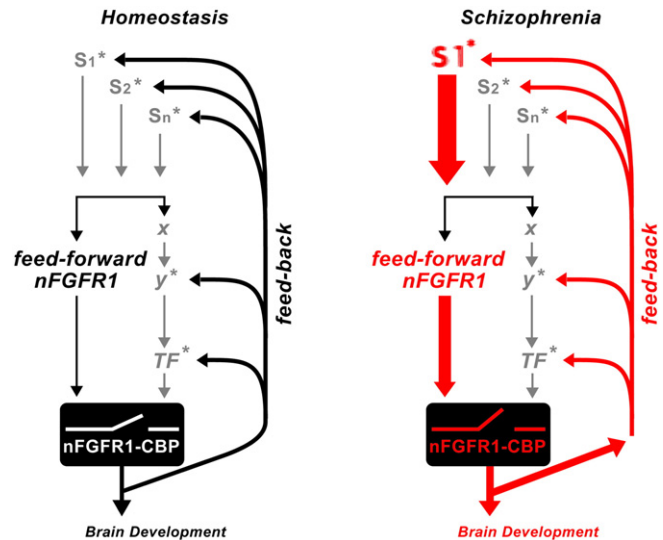 Homeostasis
S1*
S2*
Sn*
x
feed-forward
nFGFR1
y*
TF*
nFGFR1-CBP
feed-back
Brain Development
Schizophrenia
S1*
S2*
Sn*
x
feed-forward
nFGFR1
y*
TF*
nFGFR1-CBP
feed-back
Brain Development